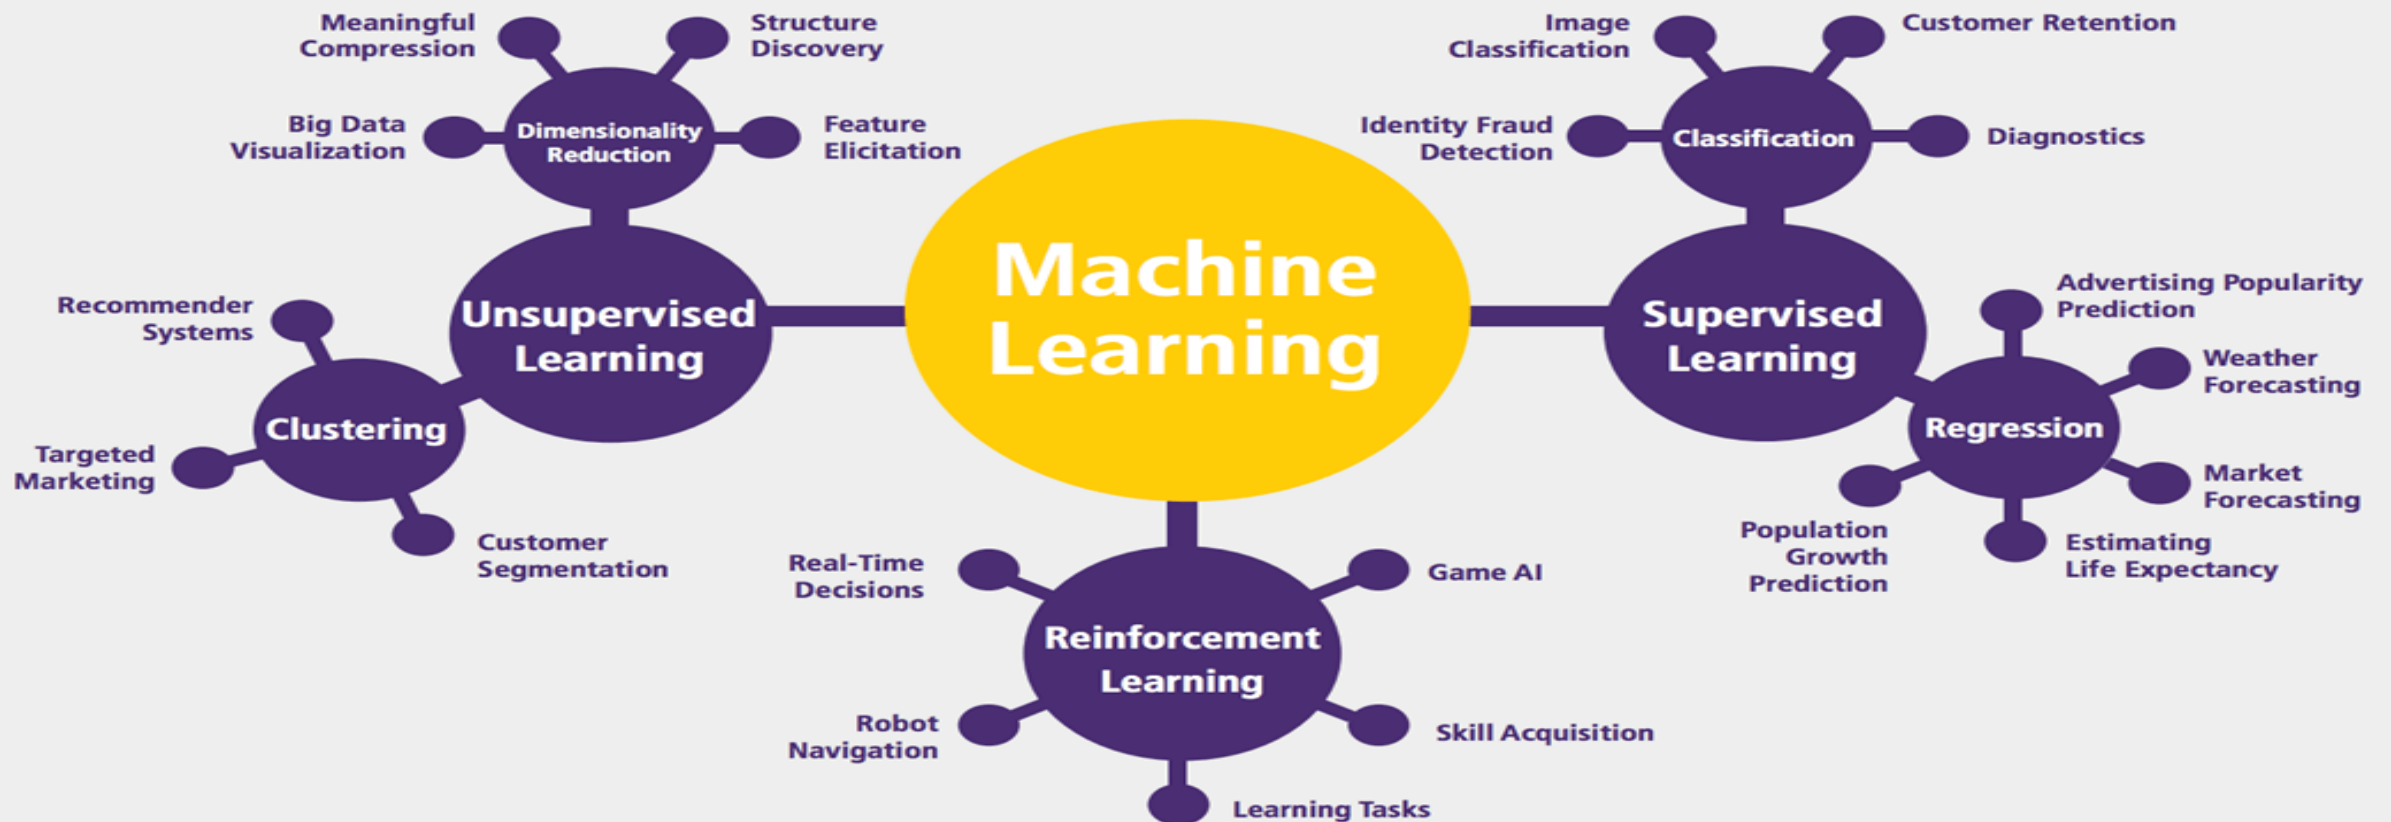 Meaningful
Compression
Structure
Discovery
Big Data
Visualization
Dimensionality
Reduction
Feature
Elicitation
Unsupervised
Learning
Recommender
Systems
Clustering
Targeted
Marketing
Customer
Segmentation
Machine
Learning
Image
Classification
Customer Retention
Identity Fraud
Detection
Classification
Diagnostics
Supervised
Learning
Advertising Popularity
Prediction
Weather
Forecasting
Regression
Market
Forecasting
Population
Growth
Prediction
Estimating
Life Expectancy
Real-Time
Decisions
Game AI
Reinforcement
Learning
Robot
Navigation
Skill Acquisition
Learning Tasks